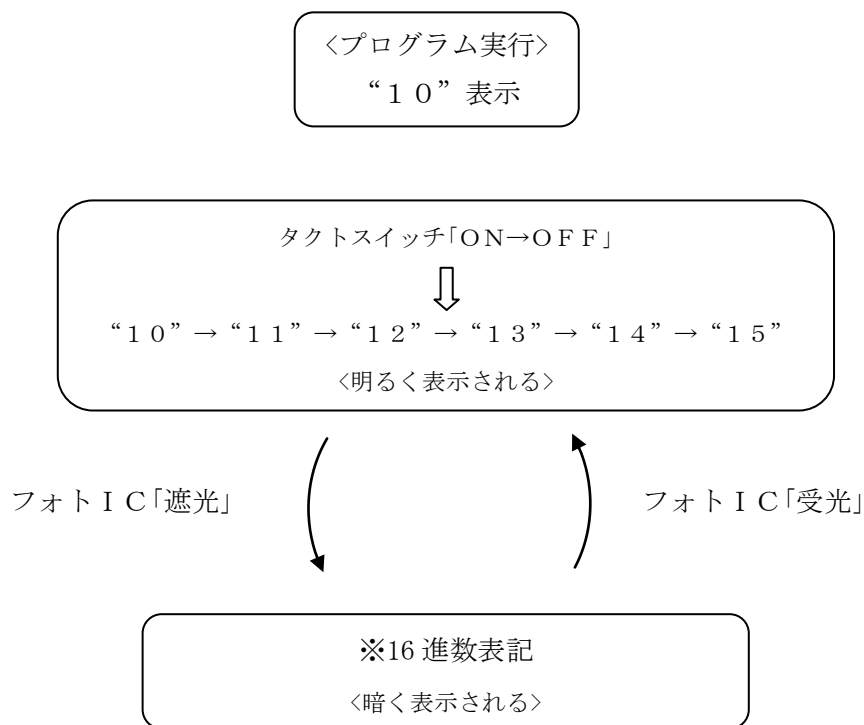 <プログラム実行>
“１０”表示
タクトスイッチ｢ＯＮ→ＯＦＦ｣
“１０”→“１１”→“１２”→“１３”→“１４”→“１５”
<明るく表示される>
フォトＩＣ｢遮光｣
フォトＩＣ｢受光｣
※16 進数表記
<暗く表示される>